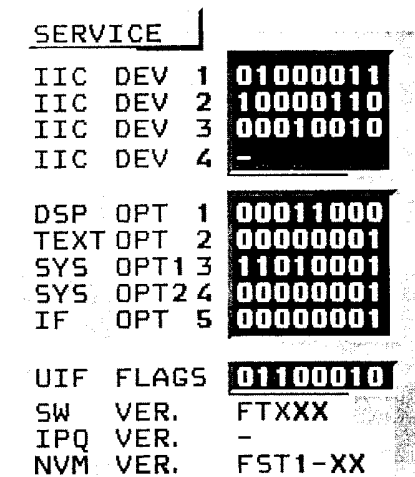 SERVICE
IIC DEV 1 01000011
IIC DEV 2 10000110
IIC DEV 3 00010010
IIC DEV 4 -
DSP OPT 1 00011000
TEXT OPT 2 00000001
SYS OPT1 3 11010001
SYS OPT2 4 00000001
IF OPT 5 00000001
UIF FLAGS 01100010
SW VER. FTXXX
IPQ VER. -
NVM VER. FST1-XX